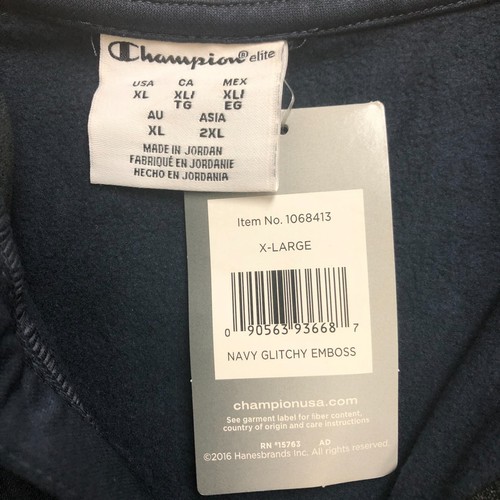 Champion® elite
USA CA MEX
XL XL/ XL/
TG EG
AU ASIA
XL 2XL
MADE IN JORDAN
FABRIQUÉ EN JORDANIE
HECHO EN JORDANIA
Item No. 1068413
X-LARGE
0 90563 93668 7
NAVY GLITCHY EMBOSS
championusa.com
See garment label for fiber content,
country of origin and care instructions
RN #15763 AD
©2016 Hanesbrands Inc. All rights reserved.